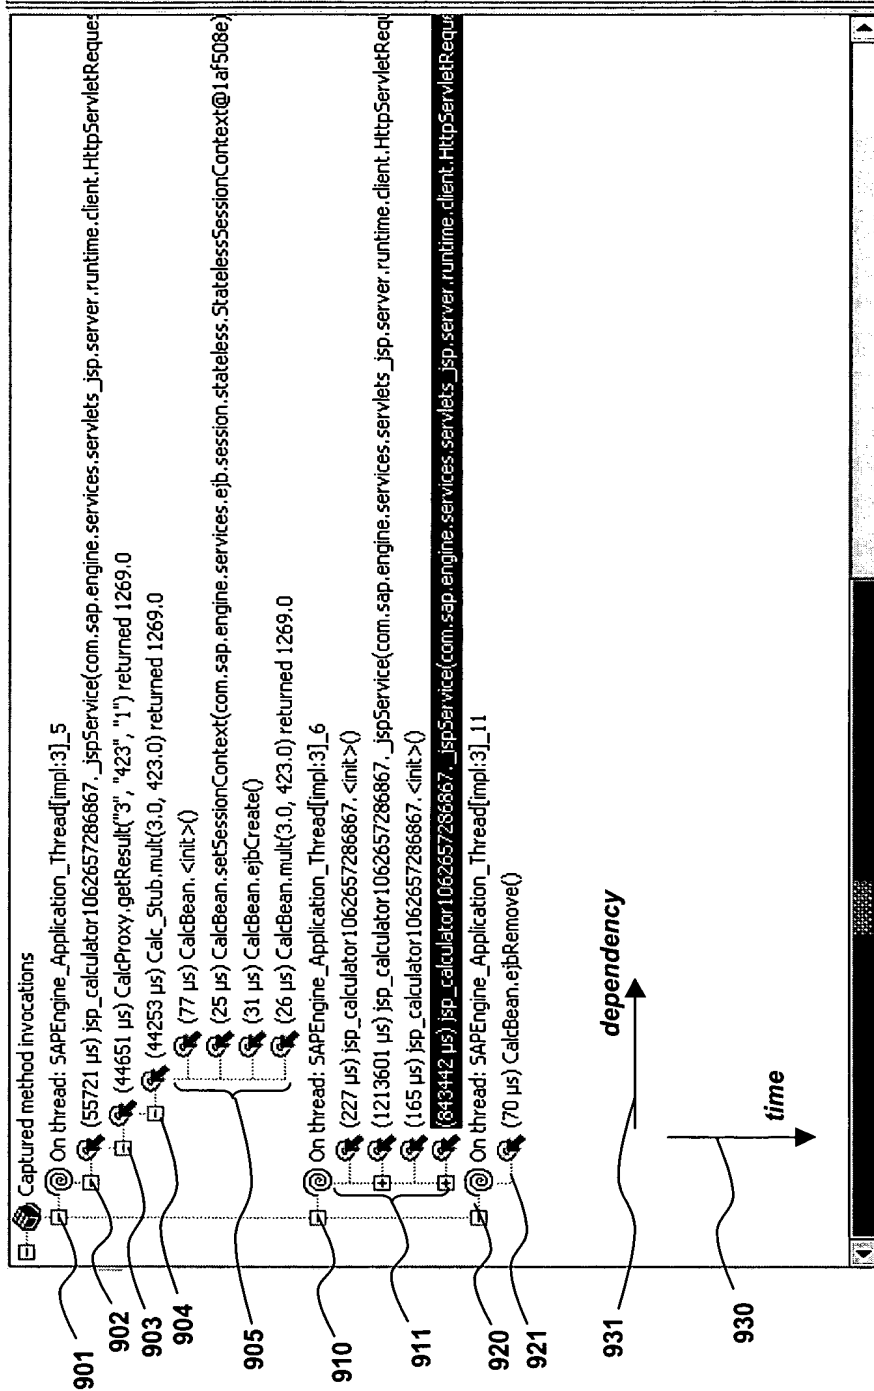 Captured method invocations
On thread: SAPEngine_Application_Thread[impl:3]_5
(55721 µs) jsp_calculator1062657286867._jspService(com.sap.engine.services.servlets_jsp.server.runtime.client.HttpServletReques
(44651 µs) CalcProxy.getResult("3", "423", "1") returned 1269.0
(44253 µs) Calc_Stub.mult(3.0, 423.0) returned 1269.0
(77 µs) CalcBean.<init>()
(25 µs) CalcBean.setSessionContext(com.sap.engine.services.ejb.session.stateless.StatelessSessionContext@1af508e)
(31 µs) CalcBean.ejbCreate()
(26 µs) CalcBean.mult(3.0, 423.0) returned 1269.0
On thread: SAPEngine_Application_Thread[impl:3]_6
(227 µs) jsp_calculator1062657286867.<init>()
(1213601 µs) jsp_calculator1062657286867._jspService(com.sap.engine.services.servlets_jsp.server.runtime.client.HttpServletRequ
(165 µs) jsp_calculator1062657286867.<init>()
(843442 µs) jsp_calculator1062657286867._jspService(com.sap.engine.services.servlets_jsp.server.runtime.client.HttpServletReque
On thread: SAPEngine_Application_Thread[impl:3]_11
(70 µs) CalcBean.ejbRemove()
dependency
time
901
902
903
904
905
910
911
920
921
931
930